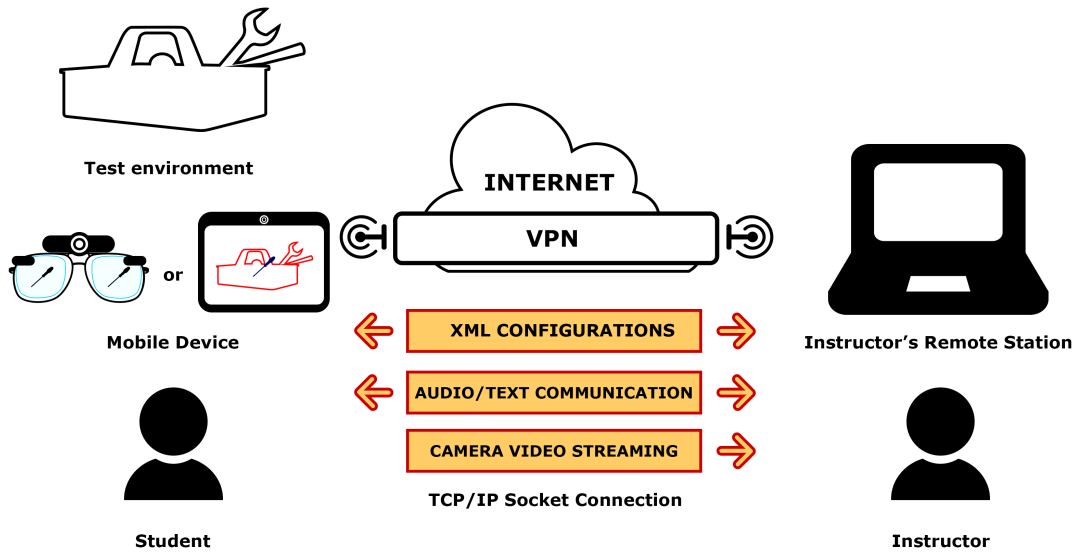 Test environment
INTERNET
VPN
or
Mobile Device
Instructor’s Remote Station
XML CONFIGURATIONS
AUDIO/TEXT COMMUNICATION
CAMERA VIDEO STREAMING
TCP/IP Socket Connection
Student
Instructor